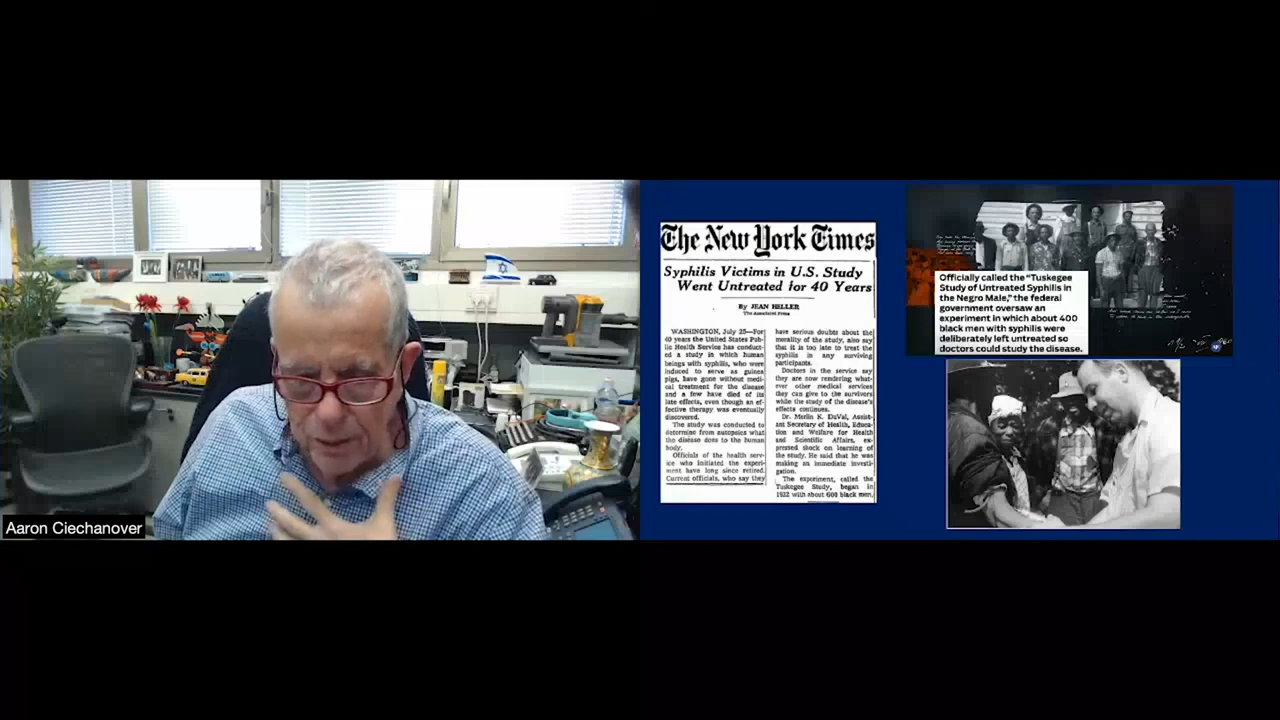 Aaron Ciechanover
The New York Times
Syphilis Victims in U.S. Study
Went Untreated for 40 Years
By JEAN HELLER
The Associated Press
WASHINGTON, July 25—For
40 years the United States Pub-
lic Health Service has conduct-
ed a study in which human
beings with syphilis, who were
induced to serve as guinea
pigs, have gone without medi-
cal treatment for the disease
and a few have died of its
late effects, even though an ef-
fective therapy was eventually
discovered.
The study was conducted to
determine from autopsies what
the disease does to the human
body.
Officials of the health serv-
ice who initiated the experi-
ment have long since retired.
Current officials, who say they
have serious doubts about the
morality of the study, also say
that it is too late to treat the
syphilis in any surviving
participants.
Doctors in the service say
they are now rendering what-
ever other medical services
they can give to the survivors
while the study of the disease's
effects continues.
Dr. Merlin K. DuVal, Assist-
ant Secretary of Health, Educa-
tion and Welfare for Health
and Scientific Affairs, ex-
pressed shock on learning of
the study. He said that he was
making an immediate investi-
gation.
The experiment, called the
Tuskegee Study, began in
1932 with about 600 black men,
Officially called the "Tuskegee
Study of Untreated Syphilis in
the Negro Male," the federal
government oversaw an
experiment in which about 400
black men with syphilis were
deliberately left untreated so
doctors could study the disease.